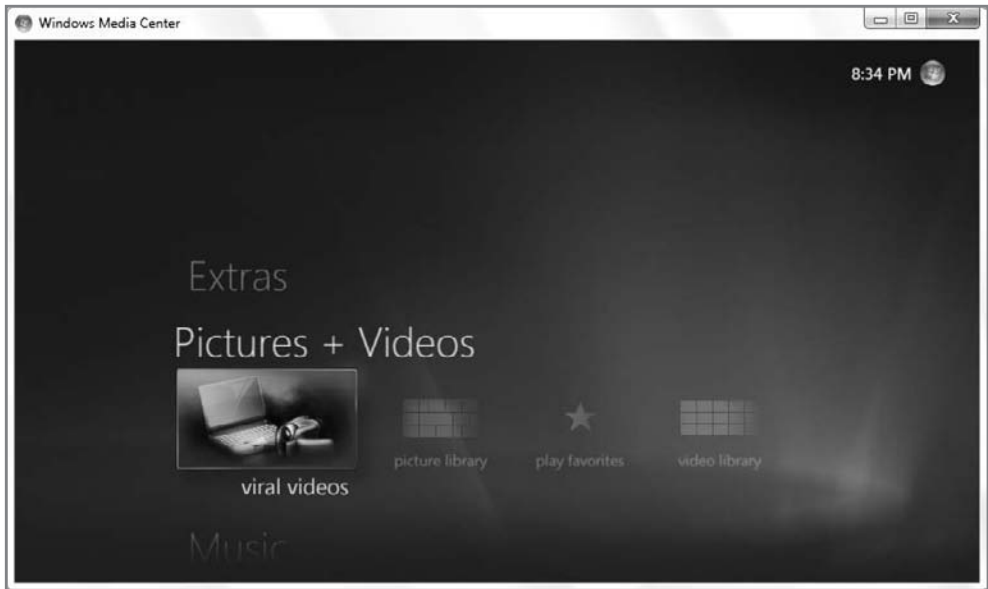 Windows Media Center
8:34 PM
Extras
Pictures + Videos
picture library
play favorites
video library
viral videos
Music